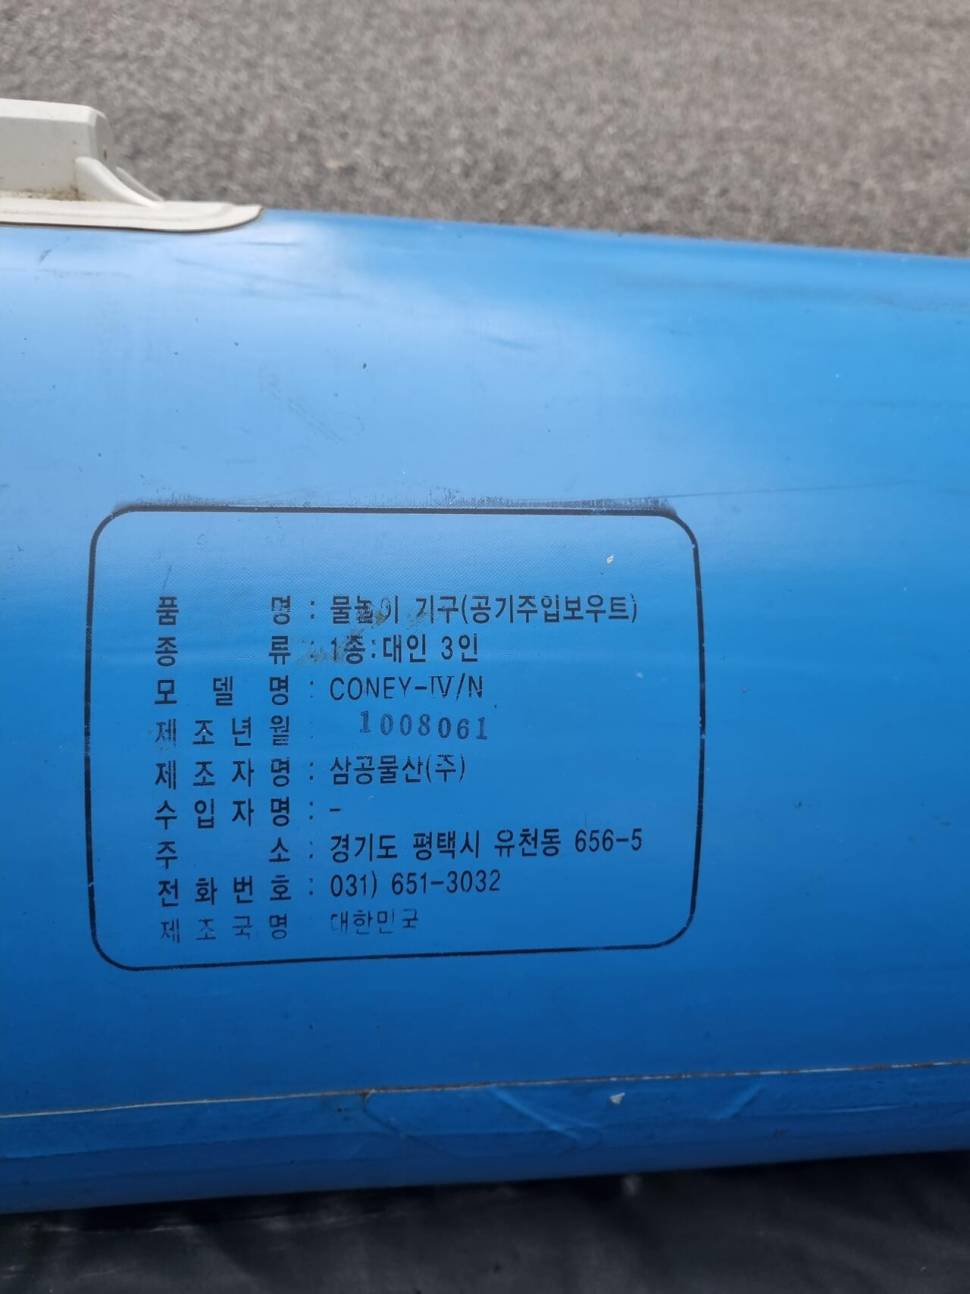 품 명 : 물놀이 기구(공기주입보우트)
종 류 : 1종:대인 3인
모 델 명 : CONEY-Ⅳ/N
제 조 년 월 1008061
제 조 자 명 : 삼공물산(주)
수 입 자 명 : -
주 소 : 경기도 평택시 유천동 656-5
전 화 번 호 : 031) 651-3032
제 조 국 명 대한민국